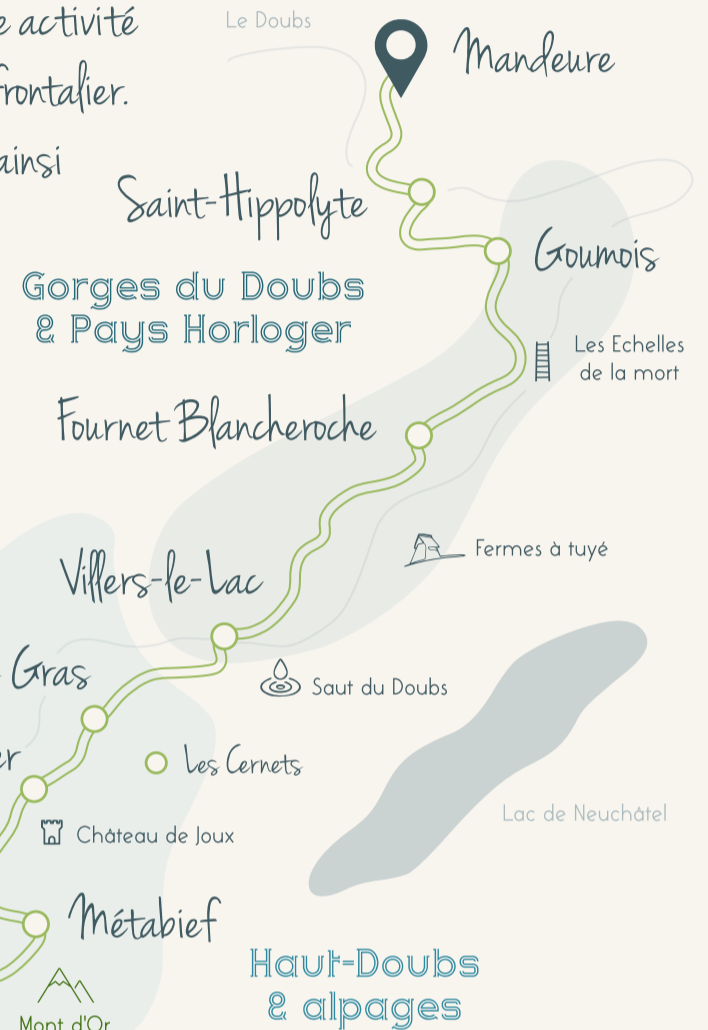 activité
Le Doubs
Mandeure
frontalier.
ainsi
Saint-Hippolyte
Goumois
Gorges du Doubs
& Pays Horloger
Les Echelles
de la mort
Fournet Blancheroche
Fermes à tuyé
Villers-le-Lac
Gras
Saut du Doubs
Les Cernets
Lac de Neuchâtel
Château de Joux
Métabief
Haut-Doubs
& alpages
Mont d'Or